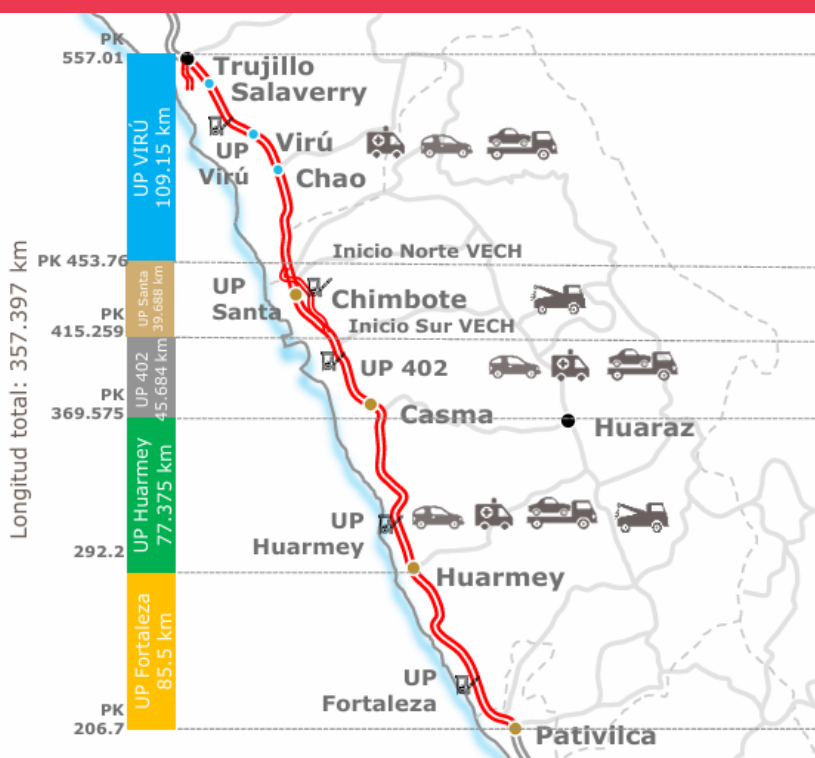 PK
557.01
Trujillo
Salaverry
UP
Virú
Virú
Chao
UP VIRÚ
109.15 km
Inicio Norte VECH
PK 453.76
UP
Santa
Chimbote
UP Santa
39.688 km
PK
415.259
Inicio Sur VECH
UP 402
UP 402
45.684 km
PK
369.575
Casma
Huaraz
Longitud total: 357.397 km
UP Huarmey
77.375 km
UP
Huarmey
292.2
Huarmey
UP Fortaleza
85.5 km
UP
Fortaleza
PK
206.7
Pativilca